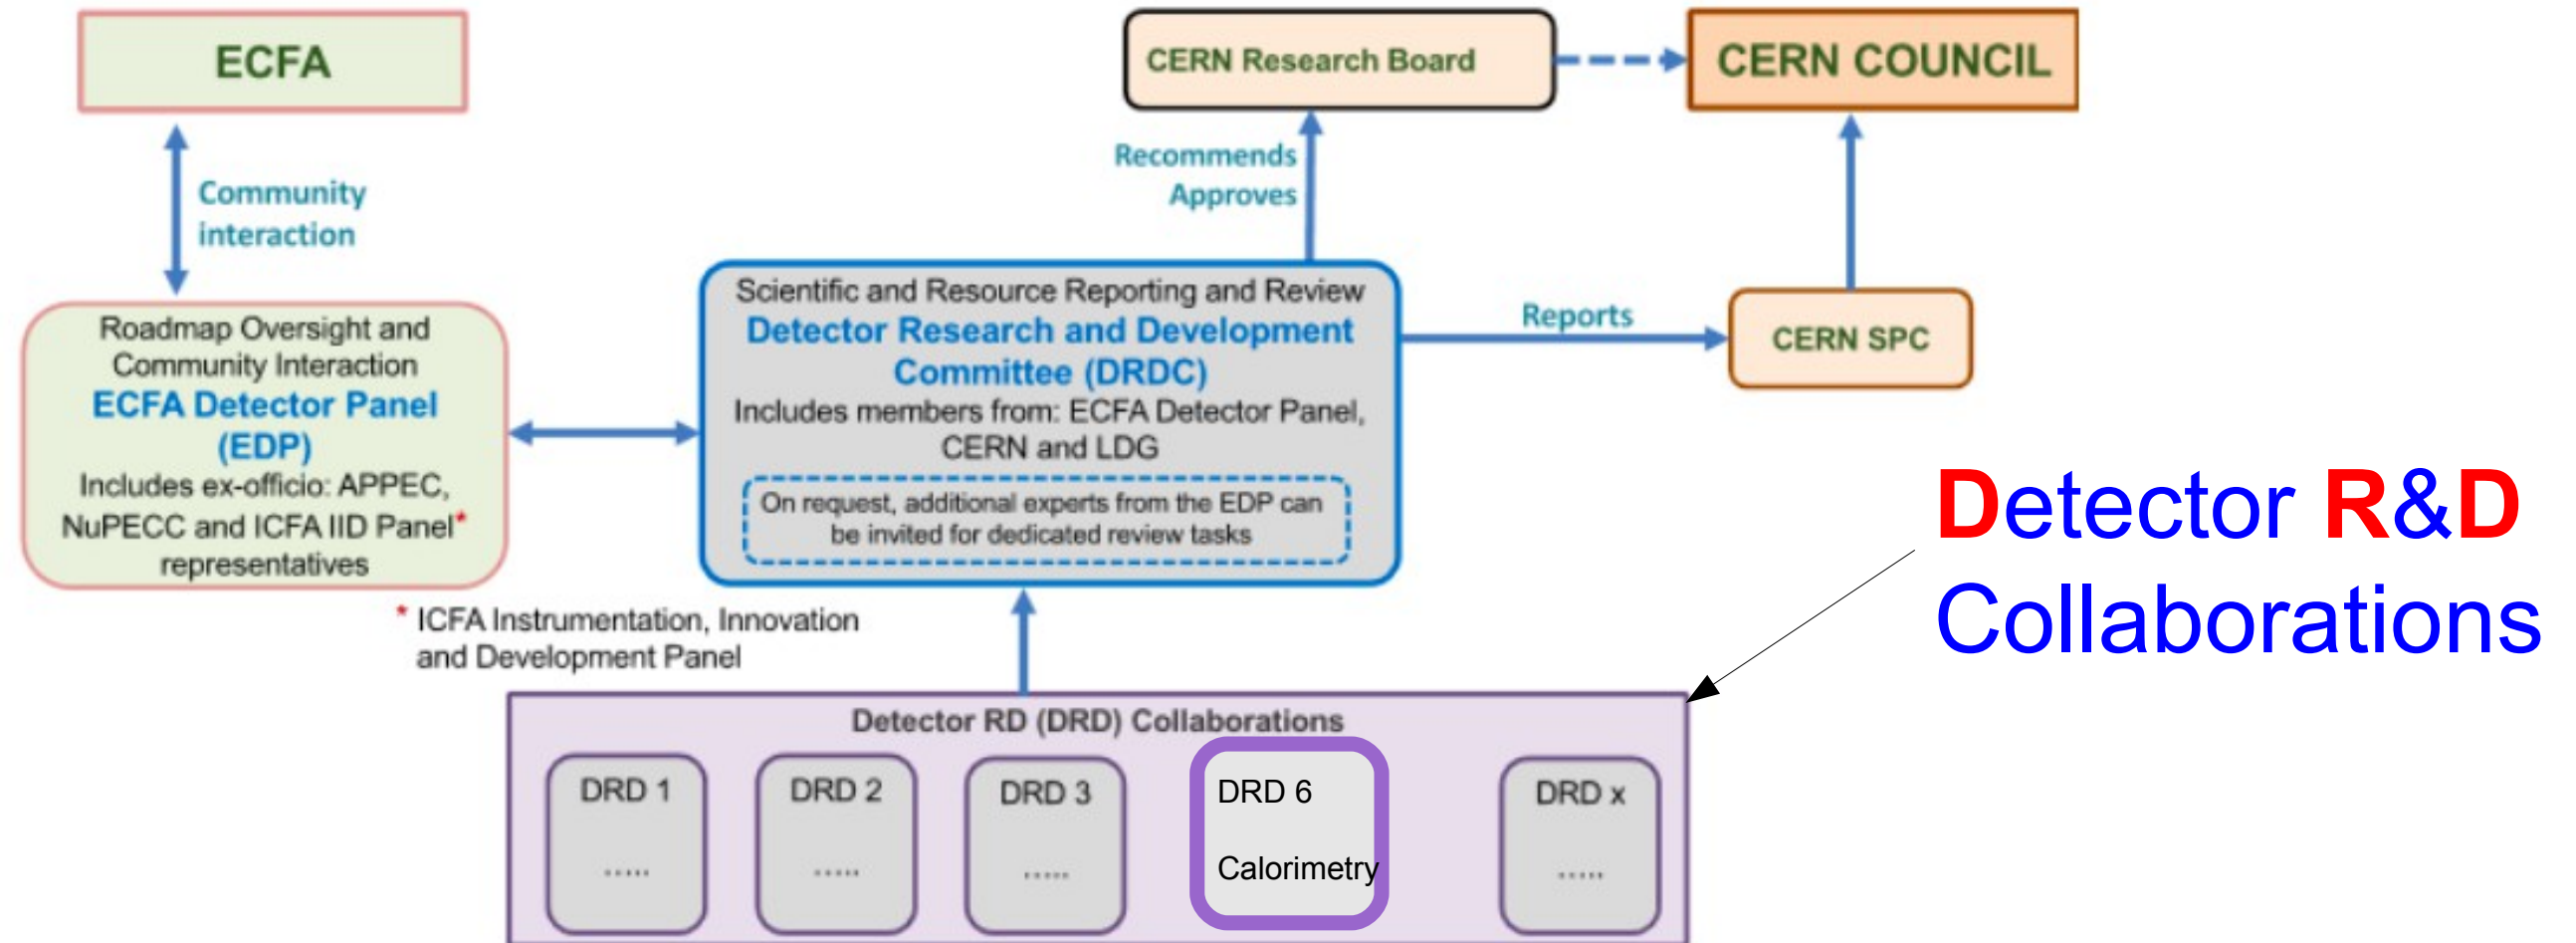 ECFA
CERN Research Board
CERN COUNCIL
Recommends
Approves
Community
interaction
Roadmap Oversight and
Community Interaction
ECFA Detector Panel
(EDP)
Includes ex-officio: APPEC,
NuPECC and ICFA IID Panel*
representatives
Scientific and Resource Reporting and Review
Detector Research and Development
Committee (DRDC)
Includes members from: ECFA Detector Panel,
CERN and LDG
On request, additional experts from the EDP can
be invited for dedicated review tasks
Reports
CERN SPC
Detector R&D
Collaborations
* ICFA Instrumentation, Innovation
and Development Panel
Detector RD (DRD) Collaborations
DRD 1
.....
DRD 2
.....
DRD 3
.....
DRD 6
Calorimetry
DRD x
.....